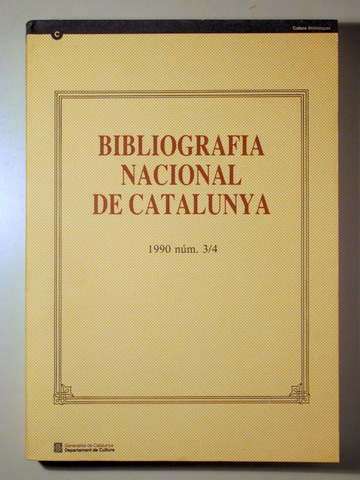 C
Cultura Biblioteques
BIBLIOGRAFIA
NACIONAL
DE CATALUNYA
1990 núm. 3/4
Generalitat de Catalunya
Departament de Cultura